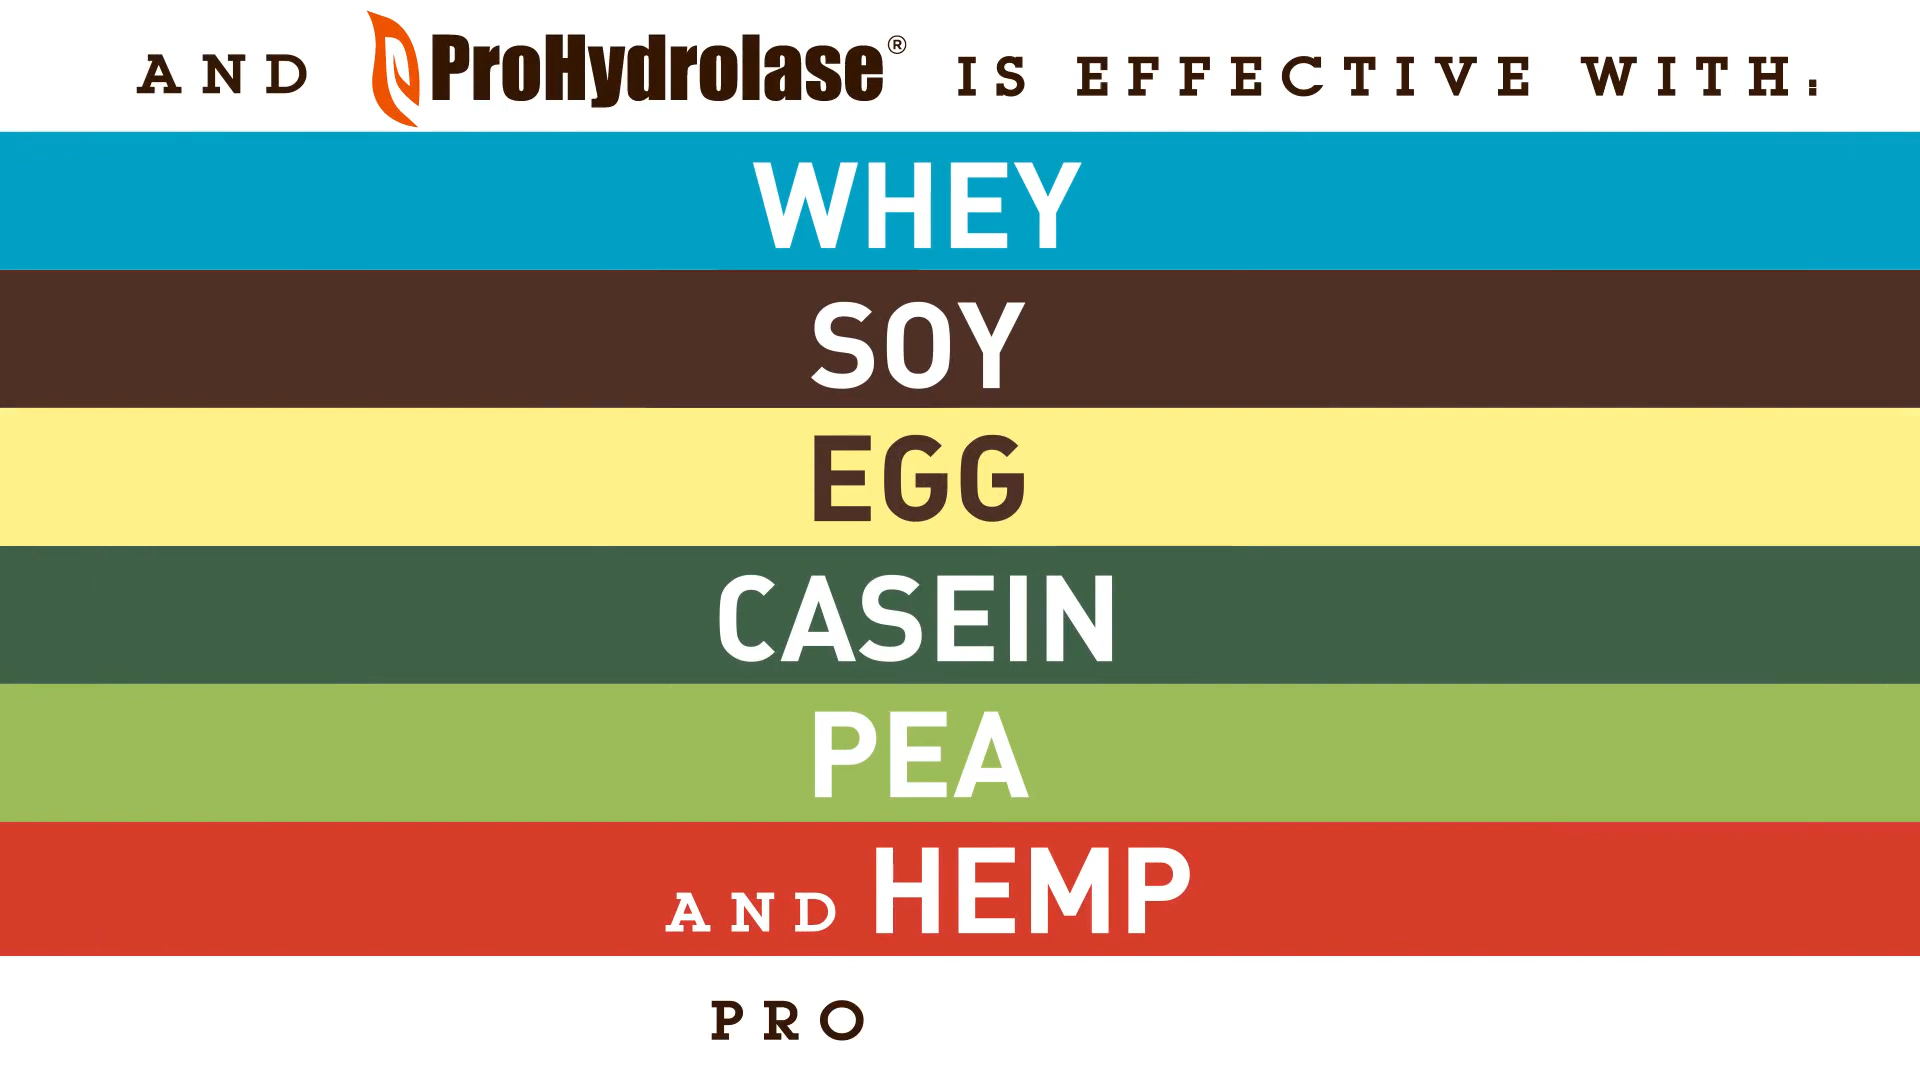 AND ProHydrolase® IS EFFECTIVE WITH:
WHEY
SOY
EGG
CASEIN
PEA
AND HEMP
PRO